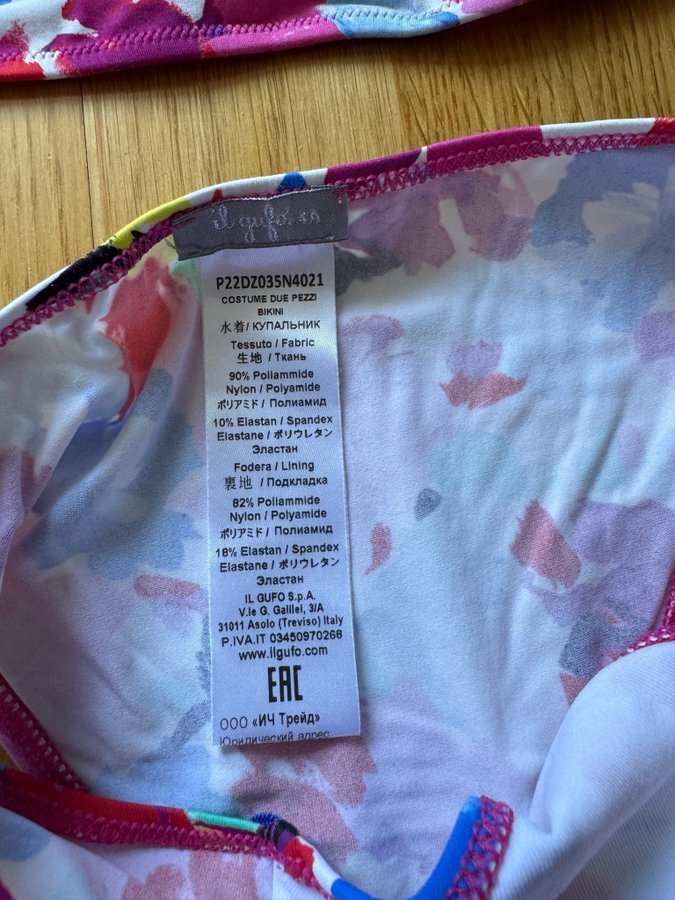 il gufo. 4A
P22DZ035N4021
COSTUME DUE PEZZI
BIKINI
水着/ КУПАЛЬНИК
Tessuto / Fabric
生地 / Ткань
90% Poliammide
Nylon / Polyamide
ポリアミド / Полиамид
10% Elastan / Spandex
Elastane / ポリウレタン
Эластан
Fodera / Lining
裏地 / Подкладка
82% Poliammide
Nylon / Polyamide
ポリアミド / Полиамид
18% Elastan / Spandex
Elastane / ポリウレタン
Эластан
IL GUFO S.p.A.
V.le G. Galilei, 3/A
31011 Asolo (Treviso) Italy
P.IVA.IT 03450970268
www.ilgufo.com
EAC
ООО «ИЧ Трейд»
Юридический адрес: